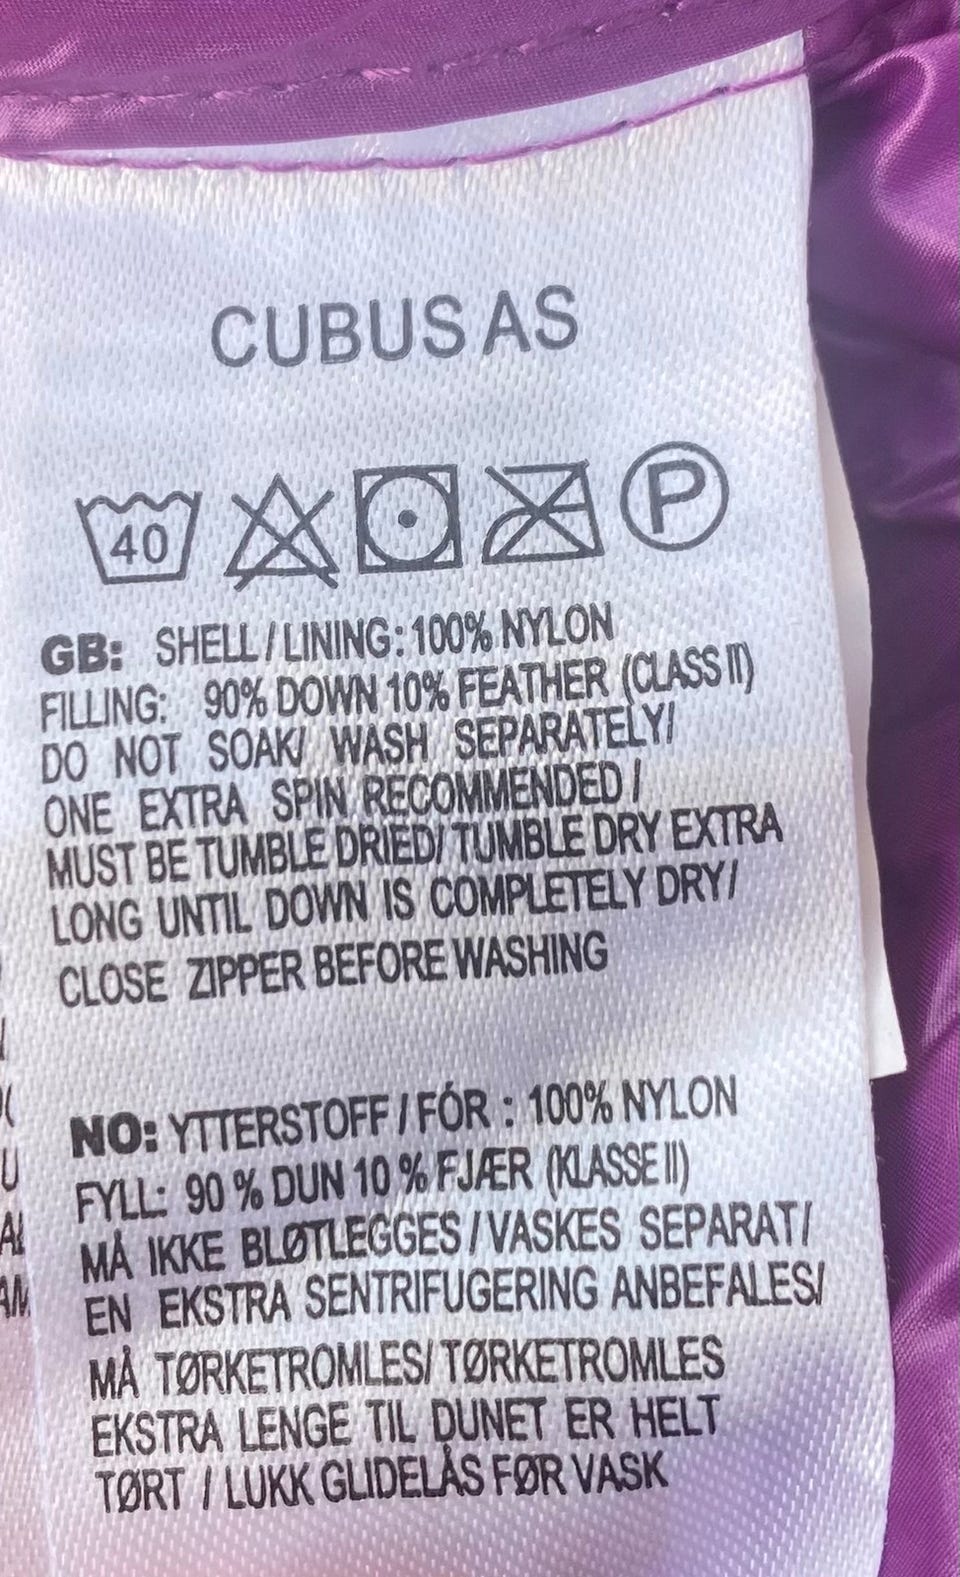 CUBUS AS
40 P
GB: SHELL / LINING: 100% NYLON
FILLING: 90% DOWN 10% FEATHER (CLASS II)
DO NOT SOAK/ WASH SEPARATELY/
ONE EXTRA SPIN RECOMMENDED /
MUST BE TUMBLE DRIED/ TUMBLE DRY EXTRA
LONG UNTIL DOWN IS COMPLETELY DRY/
CLOSE ZIPPER BEFORE WASHING
NO: YTTERSTOFF / FÓR : 100% NYLON
FYLL: 90 % DUN 10 % FJÆR (KLASSE II)
MÅ IKKE BLØTLEGGES / VASKES SEPARAT/
EN EKSTRA SENTRIFUGERING ANBEFALES/
MÅ TØRKETROMLES/ TØRKETROMLES
EKSTRA LENGE TIL DUNET ER HELT
TØRT / LUKK GLIDELÅS FØR VASK